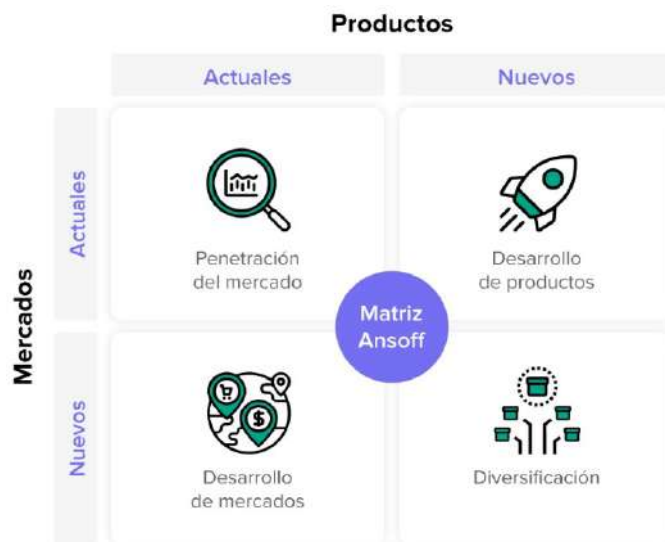 Productos
Actuales
Nuevos
Mercados
Actuales
Penetración
del mercado
Desarrollo
de productos
Matriz
Ansoff
Nuevos
$
Desarrollo
de mercados
Diversificación